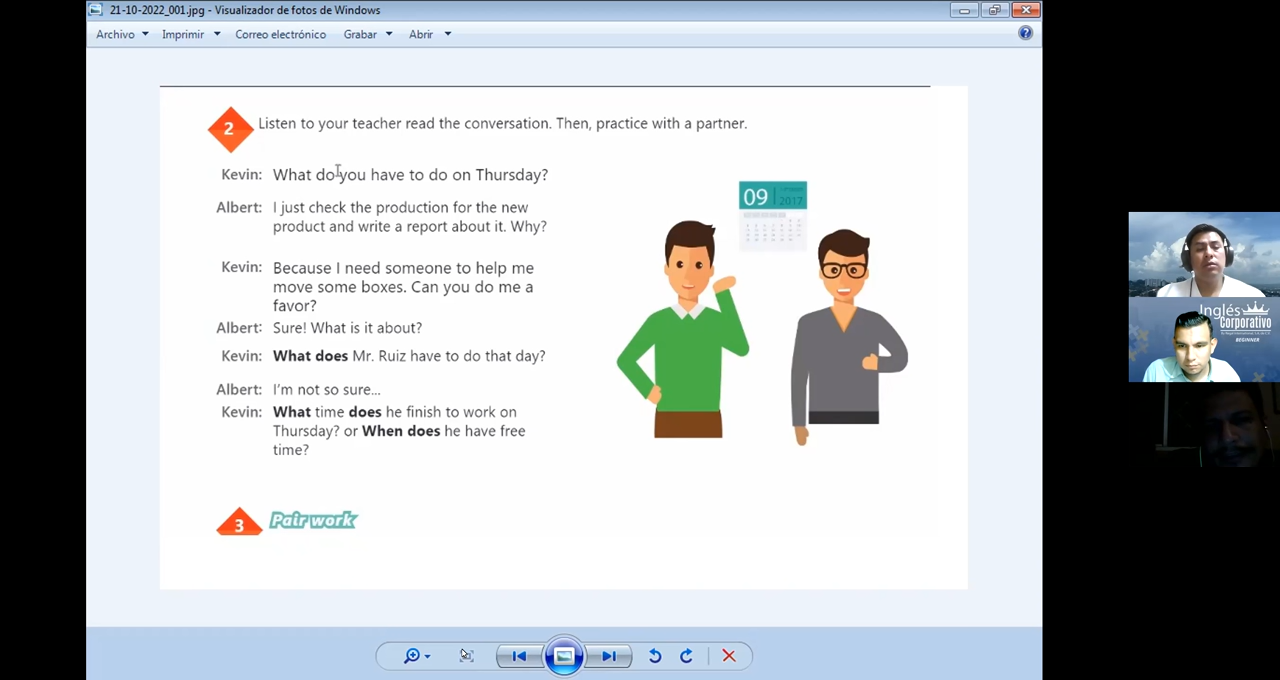 21-10-2022_001.jpg - Visualizador de fotos de Windows
Archivo Imprimir Correo electrónico Grabar Abrir
2 Listen to your teacher read the conversation. Then, practice with a partner.
Kevin: What do you have to do on Thursday?
Albert: I just check the production for the new
product and write a report about it. Why?
Kevin: Because I need someone to help me
move some boxes. Can you do me a
favor?
Albert: Sure! What is it about?
Kevin: What does Mr. Ruiz have to do that day?
Albert: I'm not so sure...
Kevin: What time does he finish to work on
Thursday? or When does he have free
time?
09
2017
3 Pair work
Inglés
Corporativo
BEGINNER